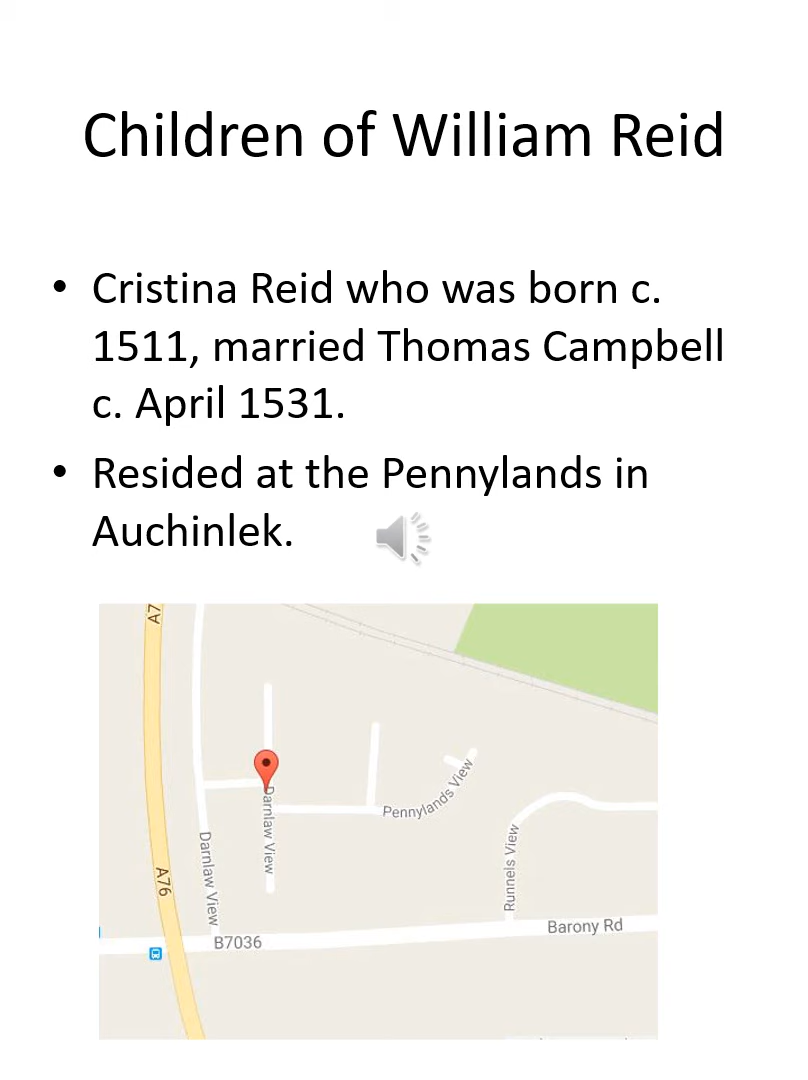 Children of William Reid
• Cristina Reid who was born c.
1511, married Thomas Campbell
c. April 1531.
• Resided at the Pennylands in
Auchinlek.
A7
Darnlaw View
Pennylands View
Darnlaw View
Runnels View
A76
Barony Rd
B7036